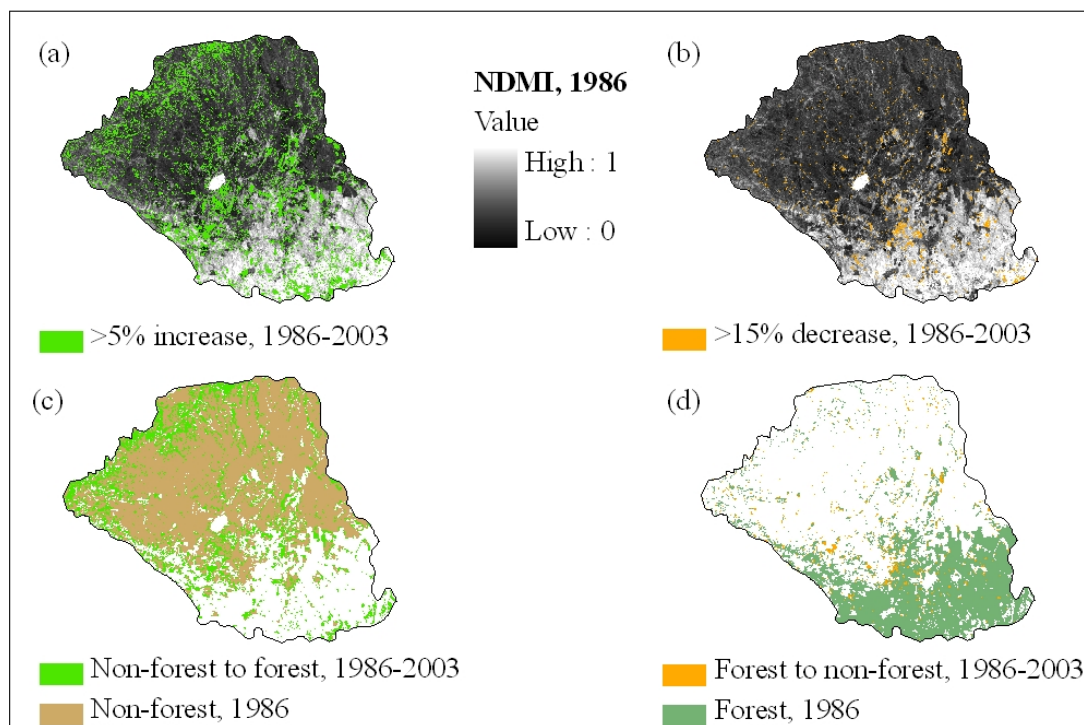 (a)
NDMI, 1986
Value
High : 1
Low : 0
(b)
>5% increase, 1986-2003
>15% decrease, 1986-2003
(c)
(d)
Non-forest to forest, 1986-2003
Non-forest, 1986
Forest to non-forest, 1986-2003
Forest, 1986